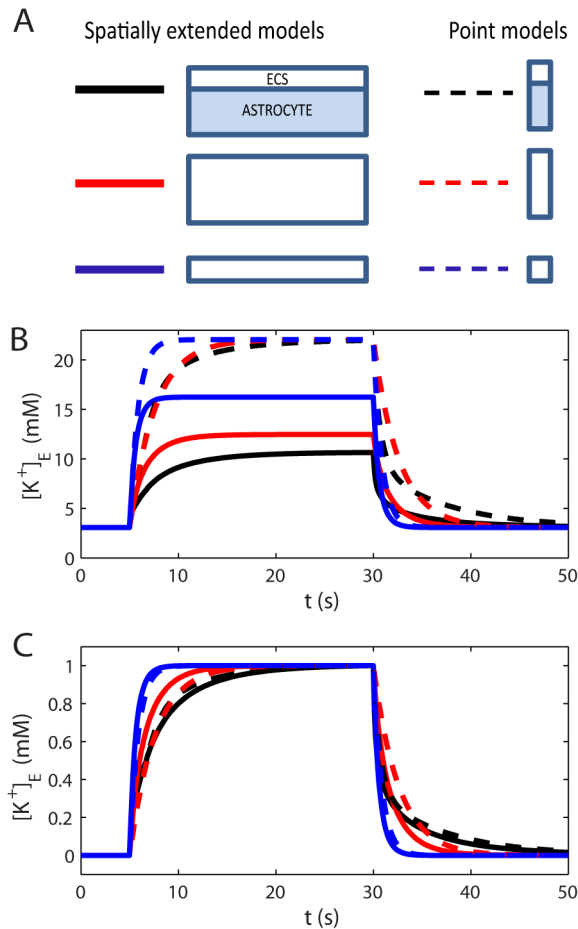 A
Spatially extended models
Point models
ECS
ASTROCYTE
B
[K⁺]E (mM)
20
15
10
5
0
0 10 20 30 40 50
t (s)
C
[K⁺]E (mM)
1
0.8
0.6
0.4
0.2
0
0 10 20 30 40 50
t (s)